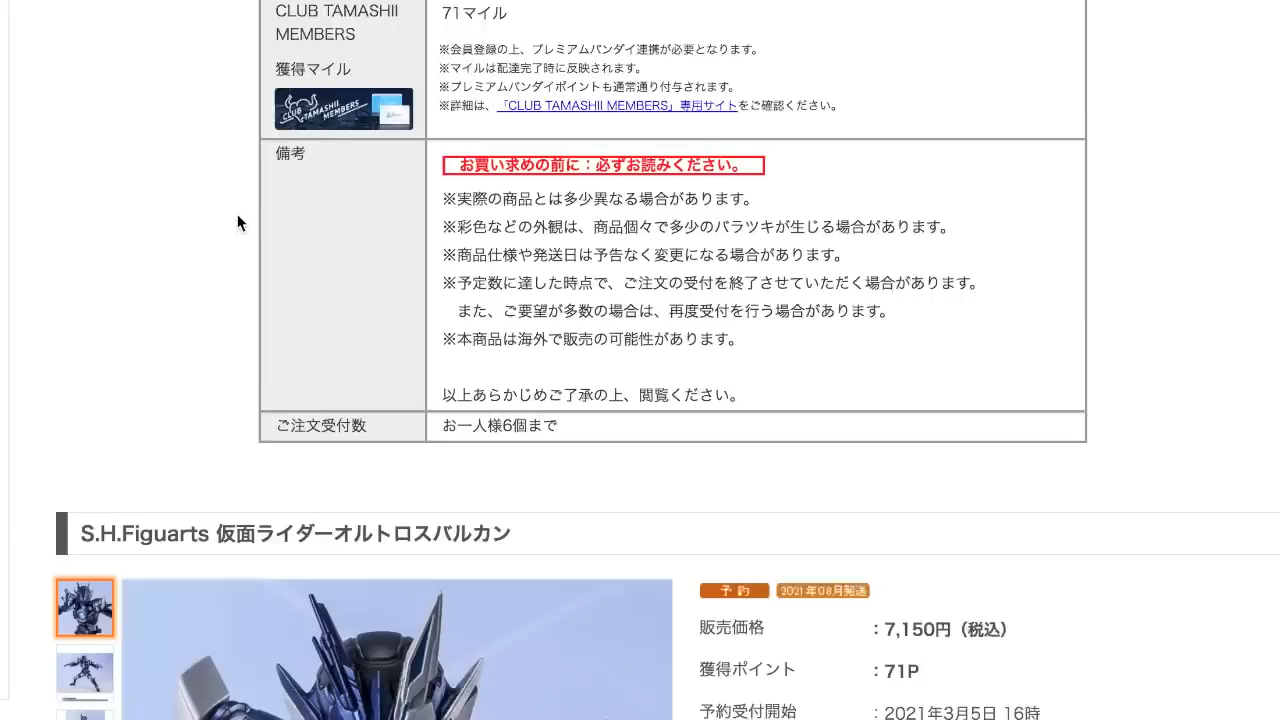 CLUB TAMASHII
MEMBERS
獲得マイル
CLUB TAMASHII MEMBERS
71マイル
※会員登録の上、プレミアムバンダイ連携が必要となります。
※マイルは配達完了時に反映されます。
※プレミアムバンダイポイントも通常通り付与されます。
※詳細は、「CLUB TAMASHII MEMBERS」専用サイトをご確認ください。
備考
お買い求めの前に：必ずお読みください。
※実際の商品とは多少異なる場合があります。
※彩色などの外観は、商品個々で多少のバラツキが生じる場合があります。
※商品仕様や発送日は予告なく変更になる場合があります。
※予定数に達した時点で、ご注文の受付を終了させていただく場合があります。
また、ご要望が多数の場合は、再度受付を行う場合があります。
※本商品は海外で販売の可能性があります。
以上あらかじめご了承の上、閲覧ください。
ご注文受付数
お一人様6個まで
S.H.Figuarts 仮面ライダーオルトロスバルカン
予約 2021年08月発送
販売価格 ：7,150円（税込）
獲得ポイント ：71P
予約受付開始 ：2021年3月5日 16時